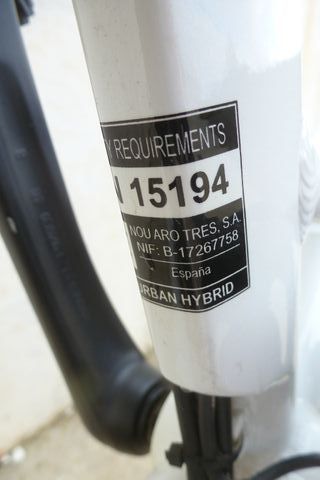 Y REQUIREMENTS
N 15194
NOU ARO TRES, S.A.
NIF: B-17267758
España
URBAN HYBRID